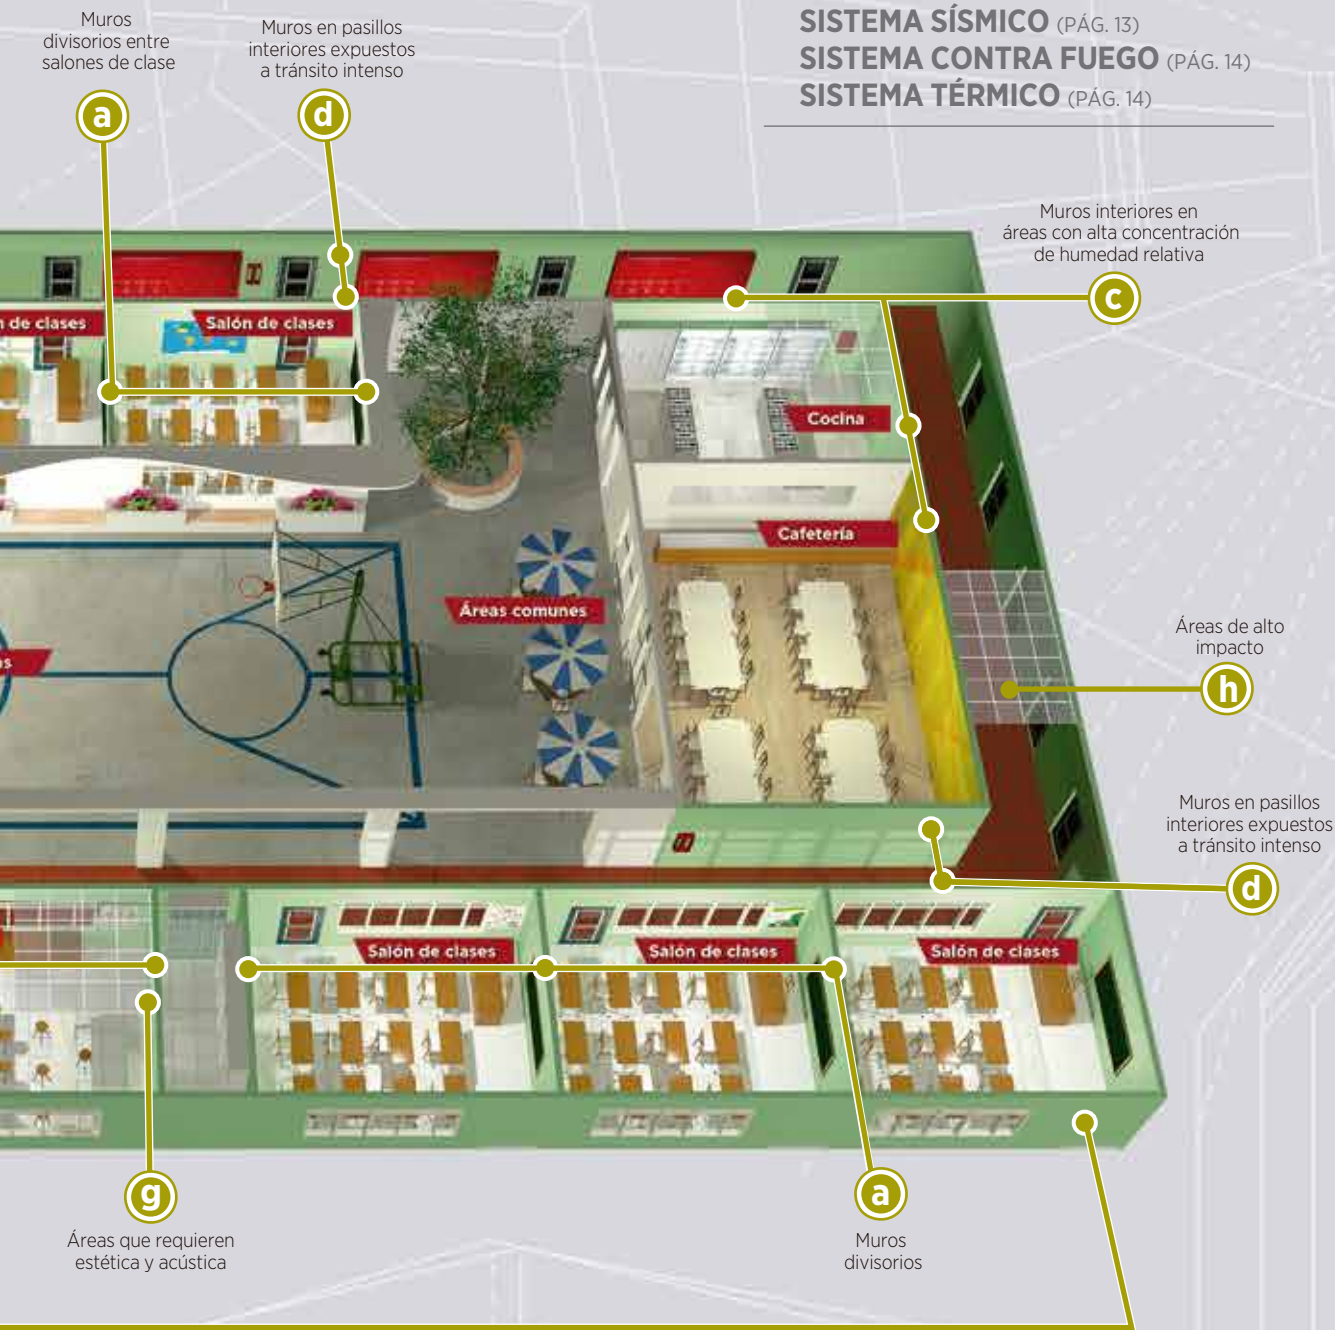 Muros
divisorios entre
salones de clase
a
Muros en pasillos
interiores expuestos
a tránsito intenso
d
SISTEMA SÍSMICO (PÁG. 13)
SISTEMA CONTRA FUEGO (PÁG. 14)
SISTEMA TÉRMICO (PÁG. 14)
Muros interiores en
áreas con alta concentración
de humedad relativa
c
de clases
Salón de clases
Cocina
Cafetería
Áreas comunes
Áreas de alto
impacto
h
Muros en pasillos
interiores expuestos
a tránsito intenso
d
Salón de clases
Salón de clases
Salón de clases
g
Áreas que requieren
estética y acústica
a
Muros
divisorios